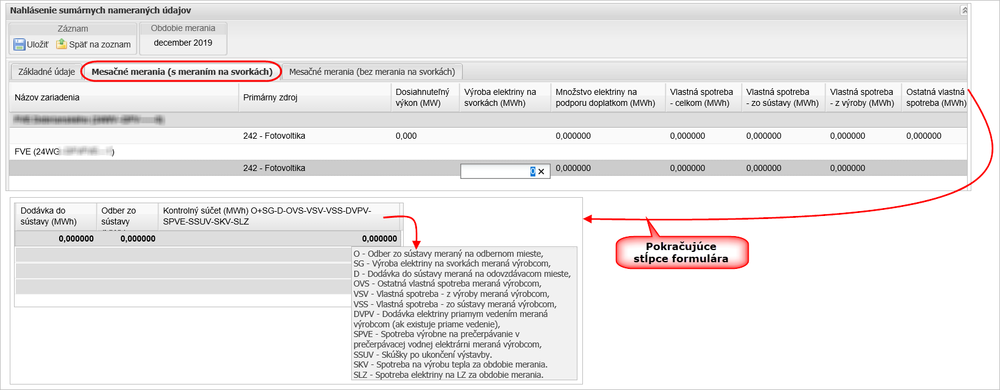 Nahlásenie sumárnych nameraných údajov
Záznam
Uložiť
Späť na zoznam
Obdobie merania
december 2019
Základné údaje
Mesačné merania (s meraním na svorkách)
Mesačné merania (bez merania na svorkách)
Názov zariadenia
Primárny zdroj
Dosiahnuteľný
výkon (MW)
Výroba elektriny na
svorkách (MWh)
Množstvo elektriny na
podporu doplatkom (MWh)
Vlastná spotreba
- celkom (MWh)
Vlastná spotreba
- zo sústavy (MWh)
Vlastná spotreba
- z výroby (MWh)
Ostatná vlastná
spotreba (MWh)
242 - Fotovoltika 0,000 0,000000 0,000000 0,000000 0,000000 0,000000
FVE (24WG )
242 - Fotovoltika 0 0,000000 0,000000 0,000000 0,000000
Dodávka do
sústavy (MWh)
Odber zo
sústavy
Kontrolný súčet (MWh) O+SG-D-OVS-VSV-VSS-DVPV-
SPVE-SSUV-SKV-SLZ
0,000000 0,000000 0,000000
O - Odber zo sústavy meraný na odbernom mieste,
SG - Výroba elektriny na svorkách meraná výrobcom,
D - Dodávka do sústavy meraná na odovzdávacom mieste,
OVS - Ostatná vlastná spotreba meraná výrobcom,
VSV - Vlastná spotreba - z výroby meraná výrobcom,
VSS - Vlastná spotreba - zo sústavy meraná výrobcom,
DVPV - Dodávka elektriny priamym vedením meraná
výrobcom (ak existuje priame vedenie),
SPVE - Spotreba výrobne na prečerpávanie v
prečerpávacej vodnej elektrárni meraná výrobcom,
SSUV - Skúšky po ukončení výstavby.
SKV - Spotreba na výrobu tepla za obdobie merania.
SLZ - Spotreba elektriny na LZ za obdobie merania.
Pokračujúce
stĺpce formulára